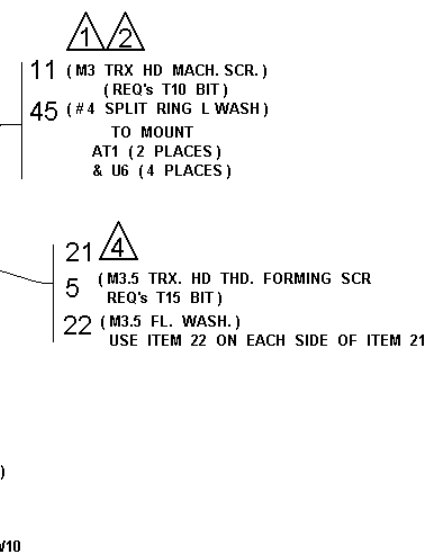 1 2
11 (M3 TRX HD MACH. SCR.)
(REQ's T10 BIT)
45 (#4 SPLIT RING L WASH)
TO MOUNT
AT1 (2 PLACES)
& U6 (4 PLACES)
21 4
5 (M3.5 TRX. HD THD. FORMING SCR
REQ's T15 BIT)
22 (M3.5 FL. WASH.)
USE ITEM 22 ON EACH SIDE OF ITEM 21
)